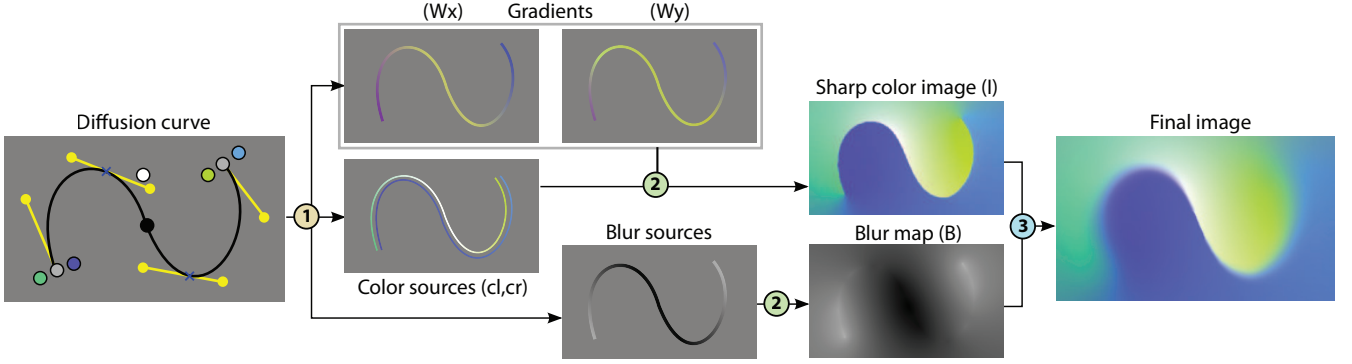 (Wx) Gradients (Wy)
Sharp color image (I)
Diffusion curve
Final image
2
1
3
Blur sources
Blur map (B)
Color sources (cl,cr)
2